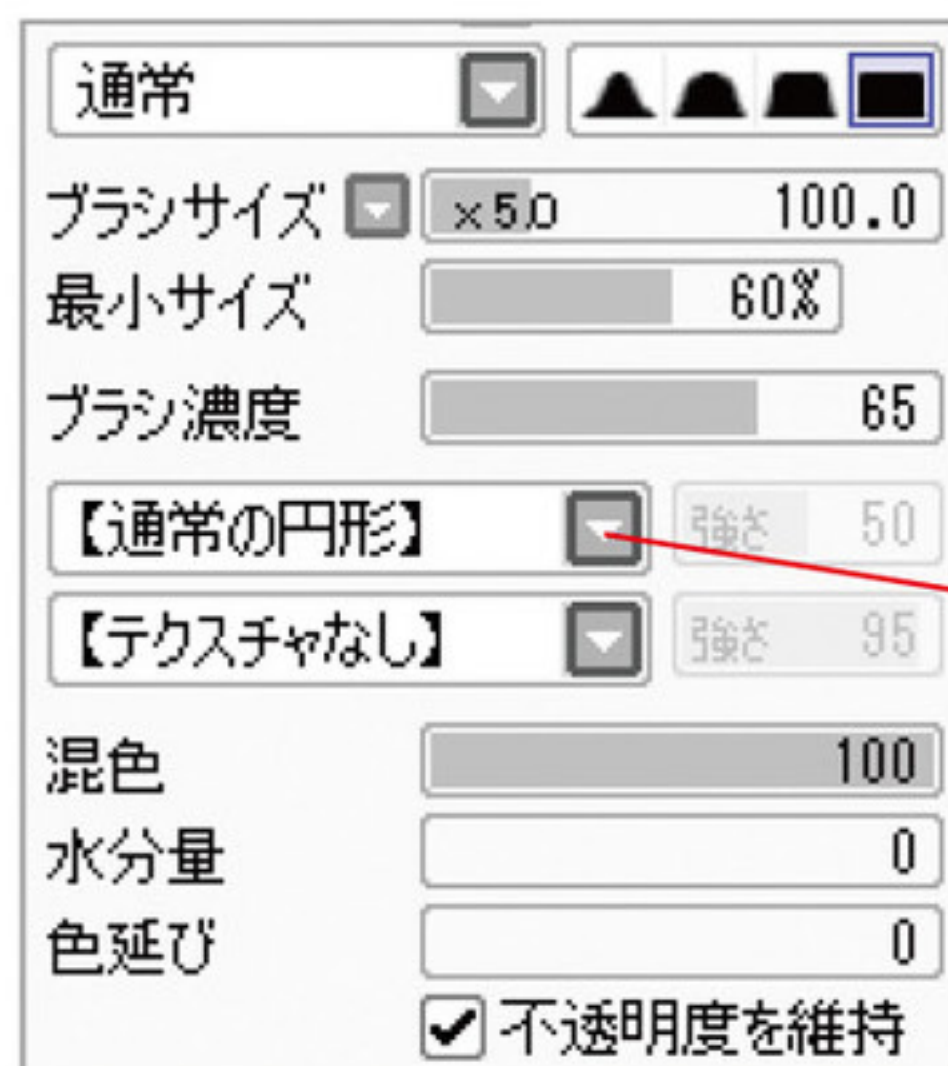 通常
ブラシサイズ ×5.0 100.0
最小サイズ 60%
ブラシ濃度 65
【通常の円形】 強さ 50
【テクスチャなし】 強さ 95
混色 100
水分量 0
色延び 0
不透明度を維持